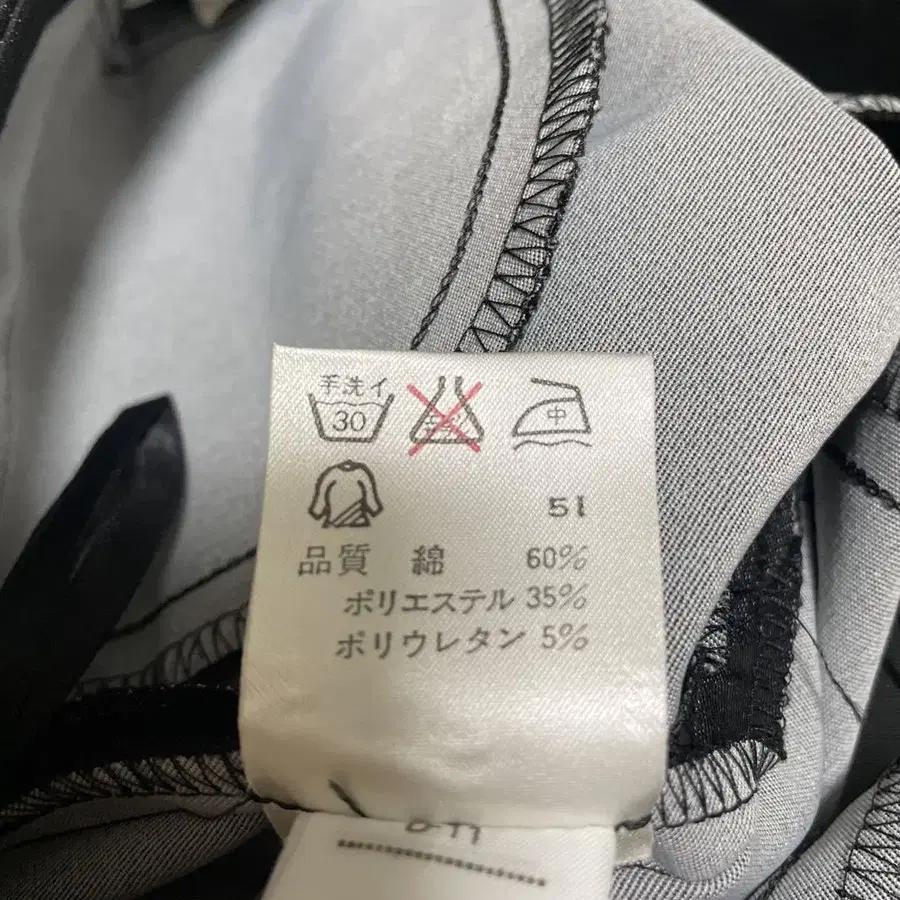 手洗イ
30
中
51
品質 綿 60%
ポリエステル 35%
ポリウレタン 5%